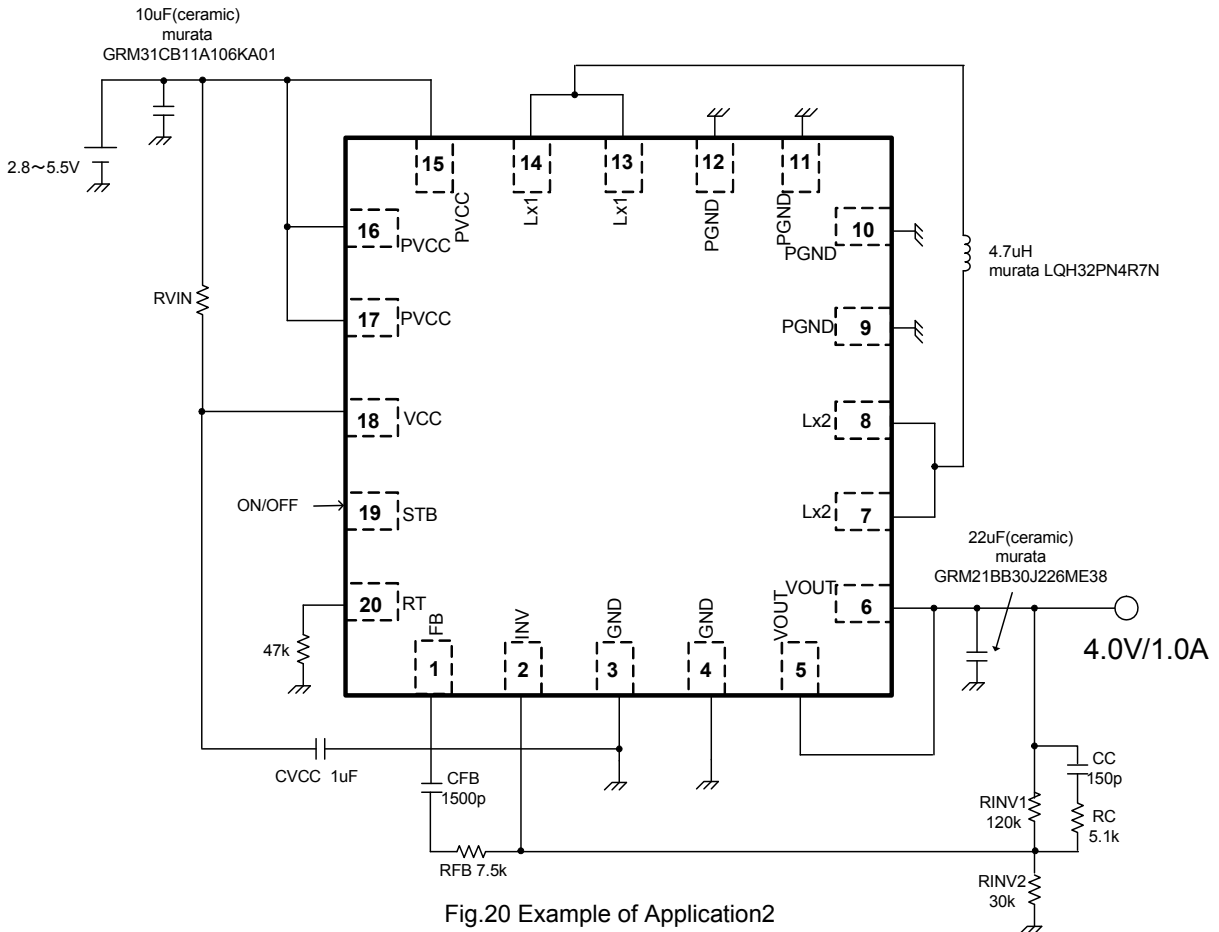 10uF(ceramic)
murata
GRM31CB11A106KA01
2.8～5.5V
15
PVCC
14
Lx1
13
Lx1
12
PGND
11
PGND
16
PVCC
10
PGND
4.7uH
murata LQH32PN4R7N
RVIN
17
PVCC
PGND
9
18
VCC
Lx2
8
ON/OFF
19
STB
Lx2
7
22uF(ceramic)
murata
GRM21BB30J226ME38
20
RT
VOUT
6
47k
FB
1
INV
2
GND
3
GND
4
VOUT
5
4.0V/1.0A
CVCC 1uF
CFB
1500p
CC
150p
RINV1
120k
RC
5.1k
RFB 7.5k
RINV2
30k
Fig.20 Example of Application2